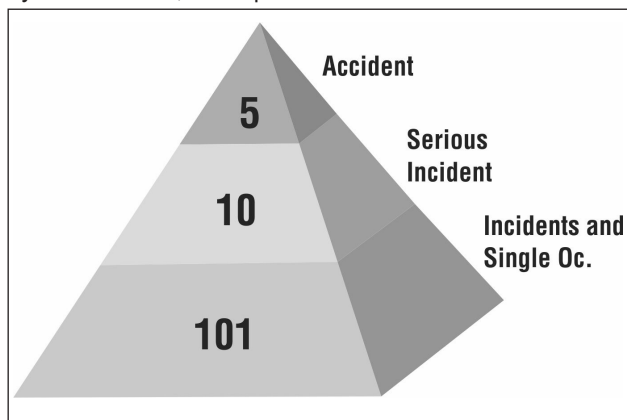 Accident
5
Serious
Incident
10
Incidents and
Single Oc.
101